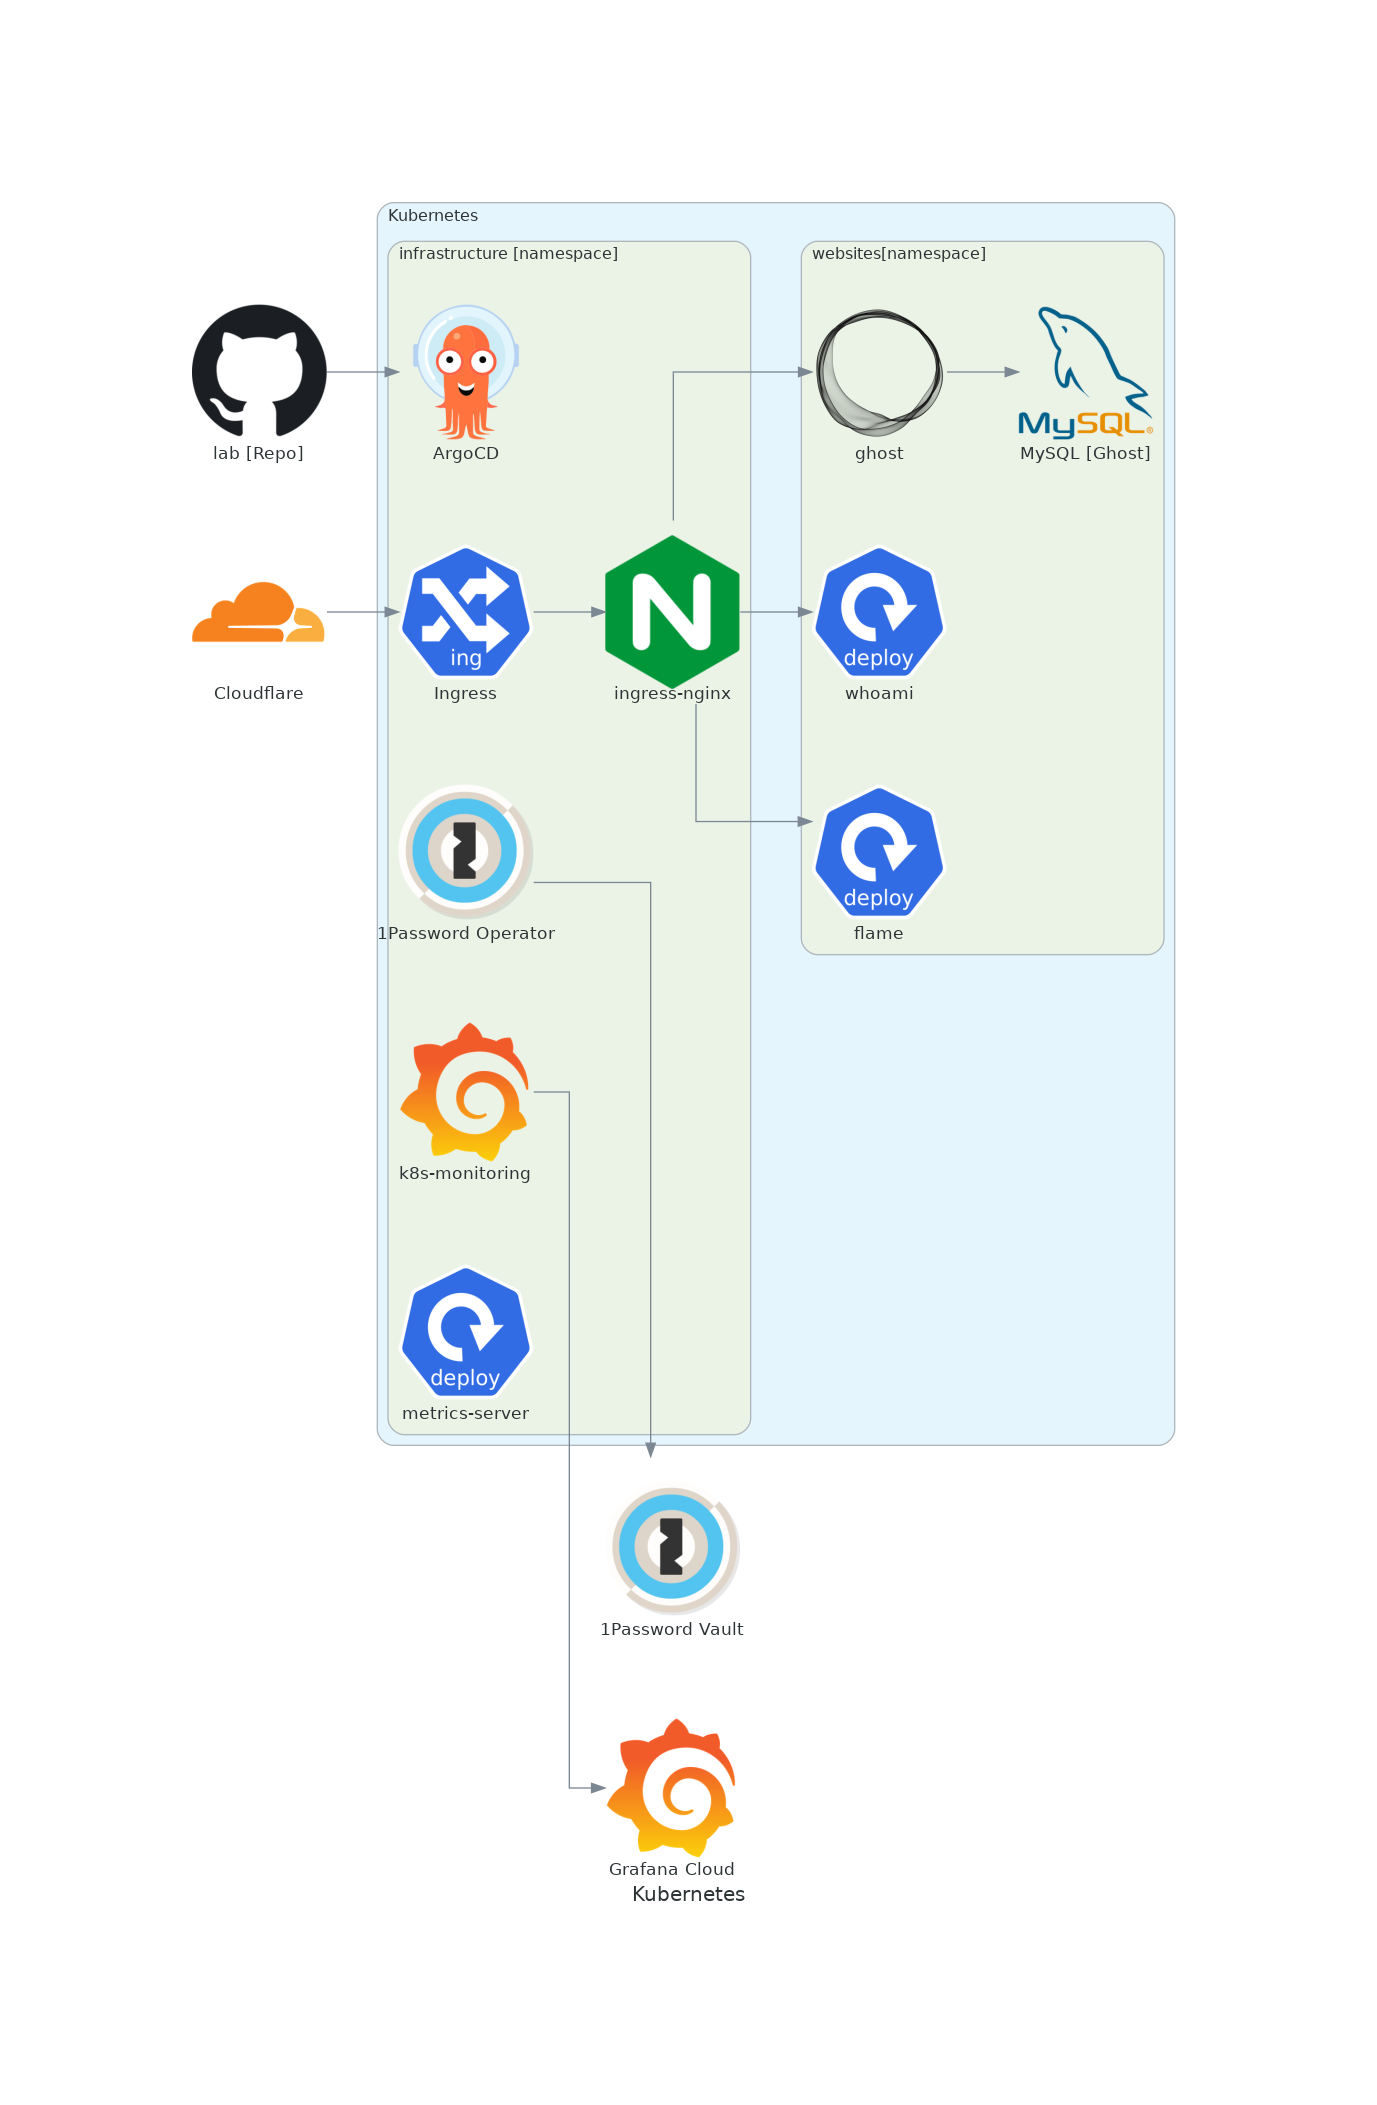 Kubernetes
infrastructure [namespace]
websites[namespace]
lab [Repo]
ArgoCD
ghost
MySQL®
MySQL [Ghost]
Cloudflare
ing
Ingress
ingress-nginx
deploy
whoami
1Password Operator
deploy
flame
k8s-monitoring
deploy
metrics-server
1Password Vault
Grafana Cloud
Kubernetes